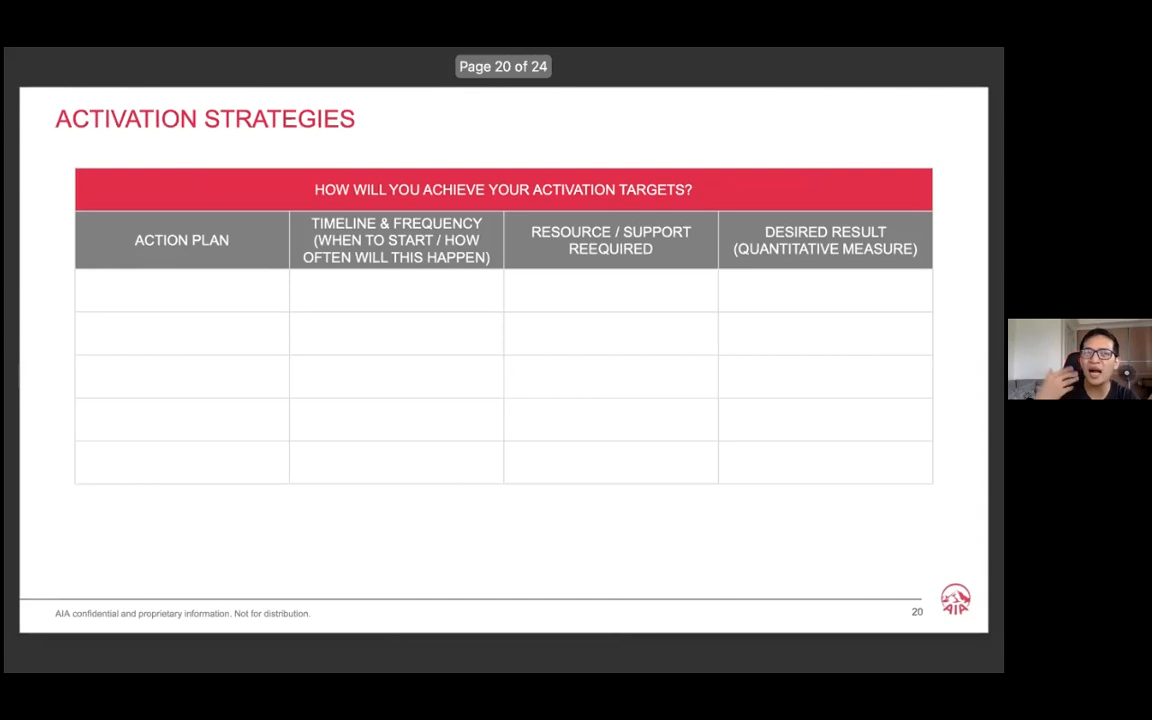 Page 20 of 24
ACTIVATION STRATEGIES
HOW WILL YOU ACHIEVE YOUR ACTIVATION TARGETS?
ACTION PLAN
TIMELINE & FREQUENCY
(WHEN TO START / HOW
OFTEN WILL THIS HAPPEN)
RESOURCE / SUPPORT
REEQUIRED
DESIRED RESULT
(QUANTITATIVE MEASURE)
AIA confidential and proprietary information. Not for distribution.
20
AIA